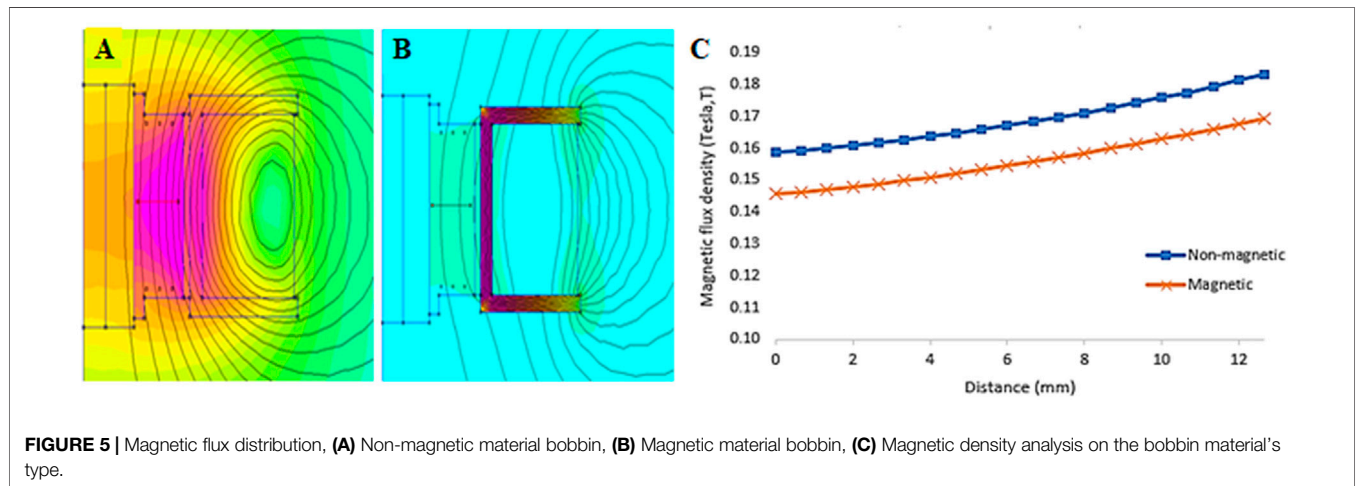 A
B
C
0.19
0.18
0.17
0.16
0.15
0.14
0.13
0.12
0.11
0.10
Magnetic flux density (Tesla,T)
Non-magnetic
Magnetic
0 2 4 6 8 10 12
Distance (mm)
FIGURE 5 | Magnetic flux distribution, (A) Non-magnetic material bobbin, (B) Magnetic material bobbin, (C) Magnetic density analysis on the bobbin material's
type.